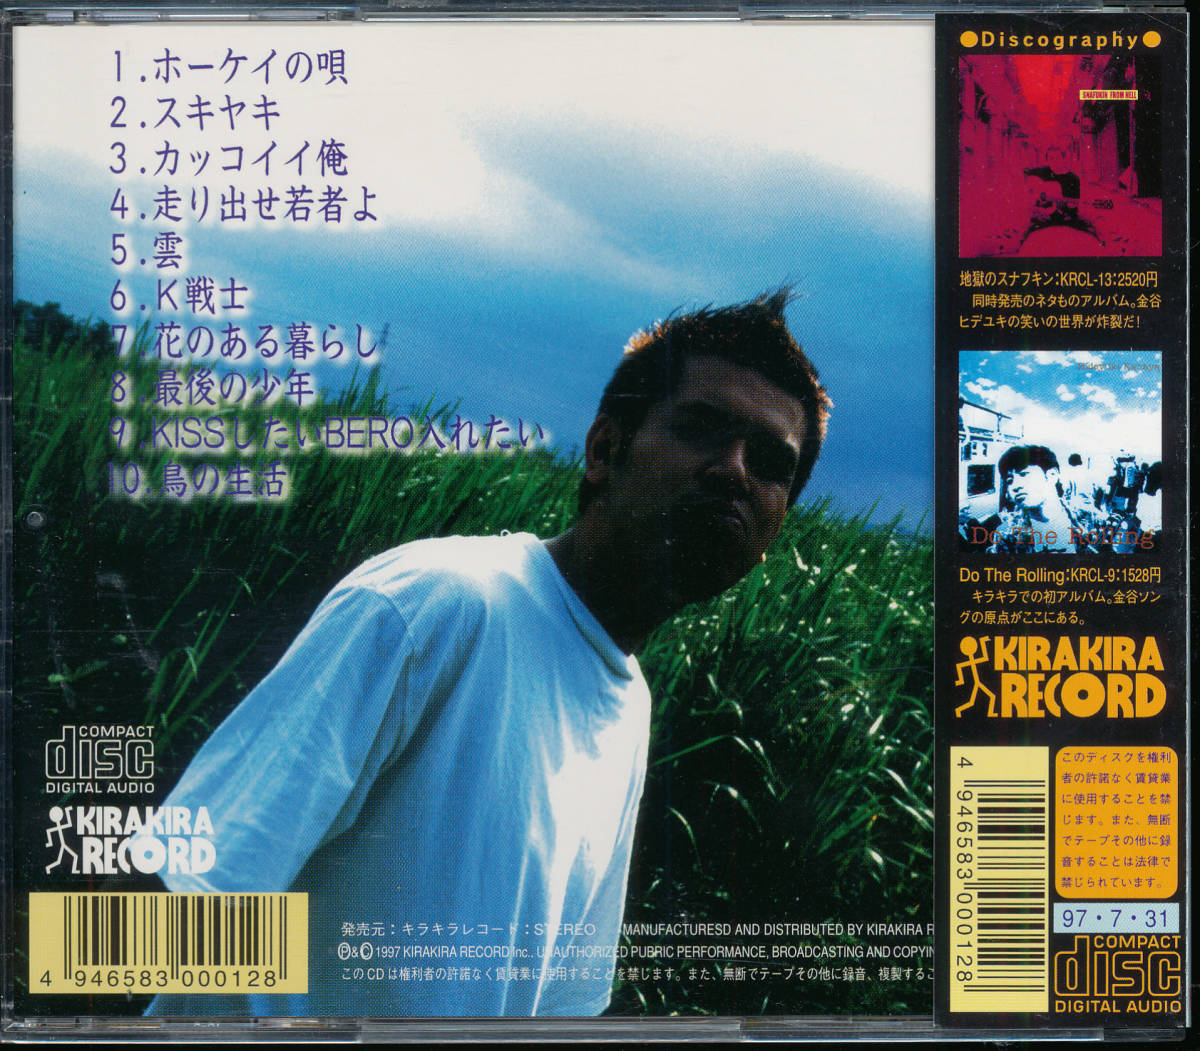 1.ホーケイの唄
2.スキヤキ
3.カッコイイ俺
4.走り出せ若者よ
5.雲
6.K戦士
7.花のある暮らし
8.最後の少年
9.KISSしたいBERO入れたい
10.鳥の生活
COMPACT
disc
DIGITAL AUDIO
KIRAKIRA
RECORD
4 946583 000128
発売元:キラキラレコード:STEREO MANUFACTURESD AND DISTRIBUTED BY KIRAKIRA R
Ⓟ&© 1997 KIRAKIRA RECORD Inc.. UNAUTHORIZED PUBRIC PERFORMANCE, BROADCASTING AND COPYIN
このCDは権利者の許諾なく賃貸業に使用することを禁じます。また、無断でテープその他に録音、複製するこ
●Discography●
SNAFUKIN FROM HELL
地獄のスナフキン:KRCL-13:2520円
同時発売のネタものアルバム。金谷
ヒデユキの笑いの世界が炸裂だ!
Hideyuki Kanaya
Do The Rolling
Do The Rolling:KRCL-9:1528円
キラキラでの初アルバム。金谷ソン
グの原点がここにある。
KIRAKIRA
RECORD
4 946583 000128
このディスクを権利
者の許諾なく賃貸業
に使用することを禁
じます。また、無断
でテープその他に録
音することは法律で
禁じられています。
97・7・31
COMPACT
disc
DIGITAL AUDIO